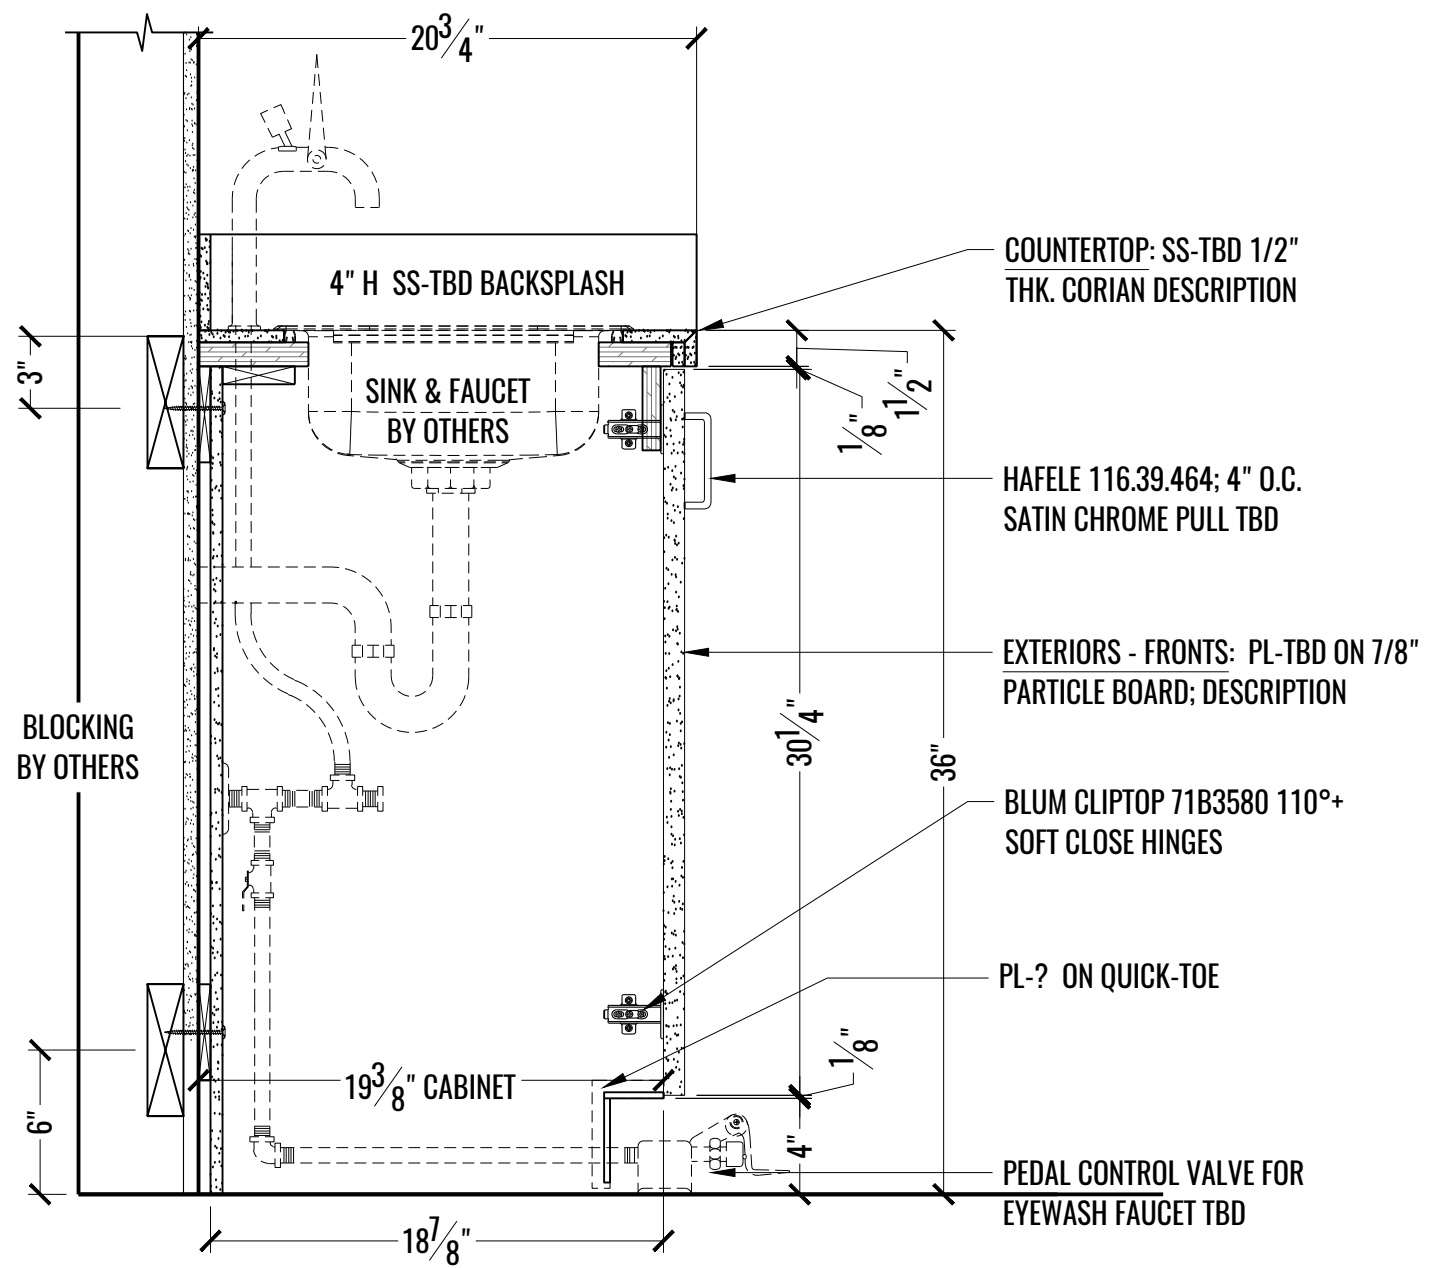 20 3/4"
COUNTERTOP: SS-TBD 1/2"
THK. CORIAN DESCRIPTION
4" H  SS-TBD BACKSPLASH
3"
SINK & FAUCET
BY OTHERS
1/8"
1 1/2"
HAFELE 116.39.464; 4" O.C.
SATIN CHROME PULL TBD
EXTERIORS - FRONTS:  PL-TBD ON 7/8"
PARTICLE BOARD; DESCRIPTION
BLOCKING
BY OTHERS
30 1/4"
36"
BLUM CLIPTOP 71B3580 110°+
SOFT CLOSE HINGES
PL-?  ON QUICK-TOE
1/8"
19 3/8" CABINET
6"
4"
PEDAL CONTROL VALVE FOR
EYEWASH FAUCET TBD
18 7/8"